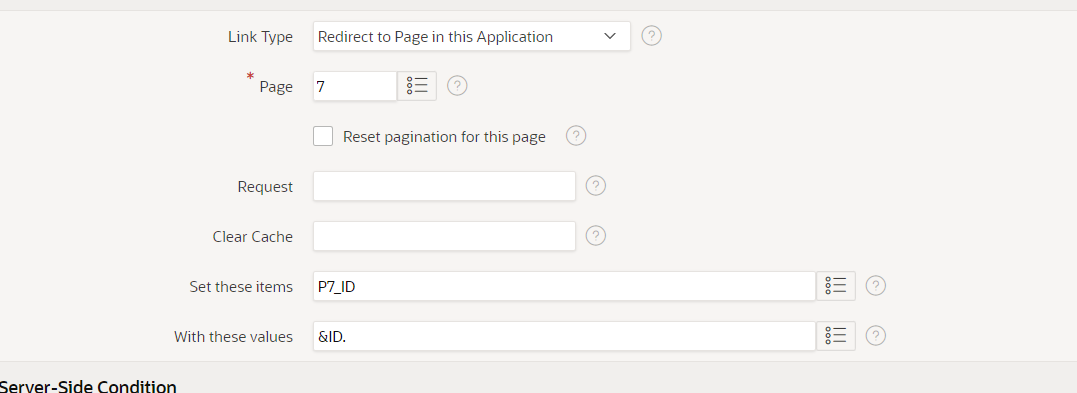 Link Type Redirect to Page in this Application ?
* Page 7 ?
Reset pagination for this page ?
Request ?
Clear Cache ?
Set these items P7_ID ?
With these values &ID. ?
Server-Side Condition